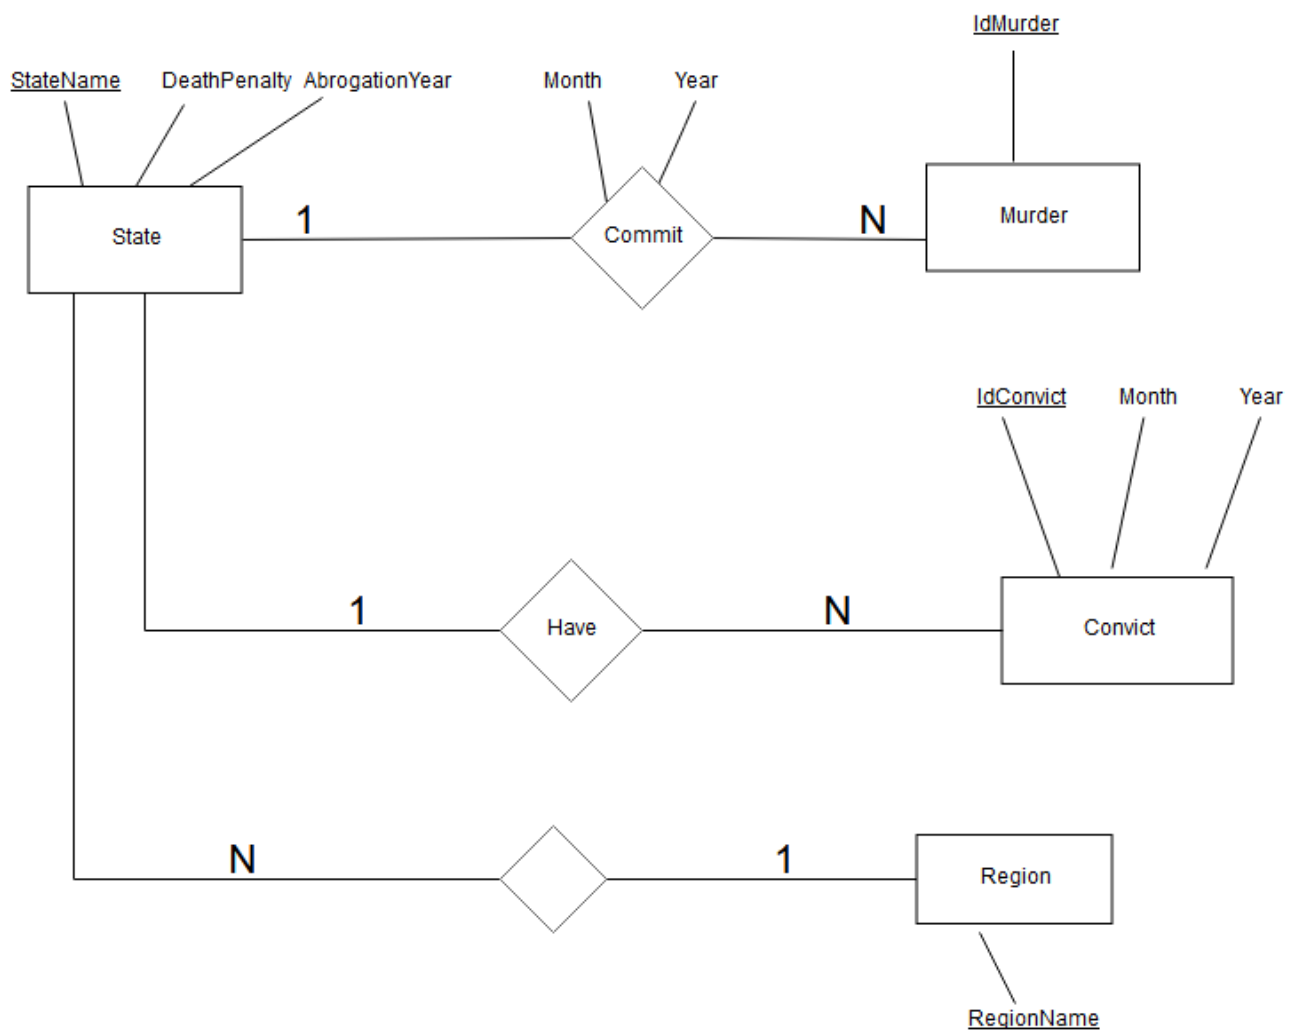 IdMurder
StateName DeathPenalty AbrogationYear Month Year
State 1 Commit N Murder
IdConvict Month Year
1 Have N Convict
N 1 Region
RegionName